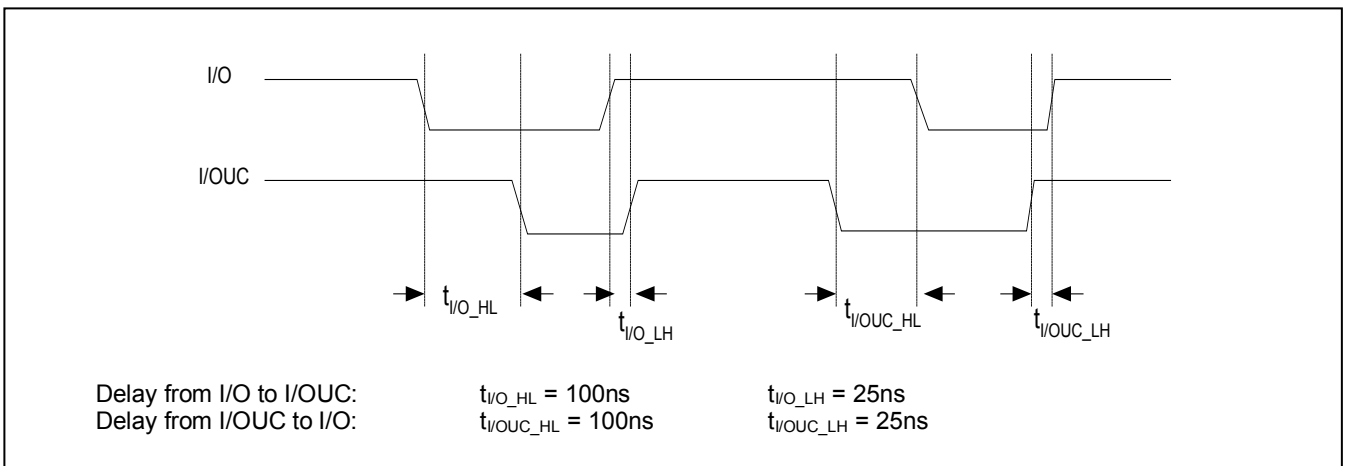 I/O
I/OUC
tI/O_HL
tI/O_LH
tI/OUC_HL
tI/OUC_LH
Delay from I/O to I/OUC: tI/O_HL = 100ns tI/O_LH = 25ns
Delay from I/OUC to I/O: tI/OUC_HL = 100ns tI/OUC_LH = 25ns